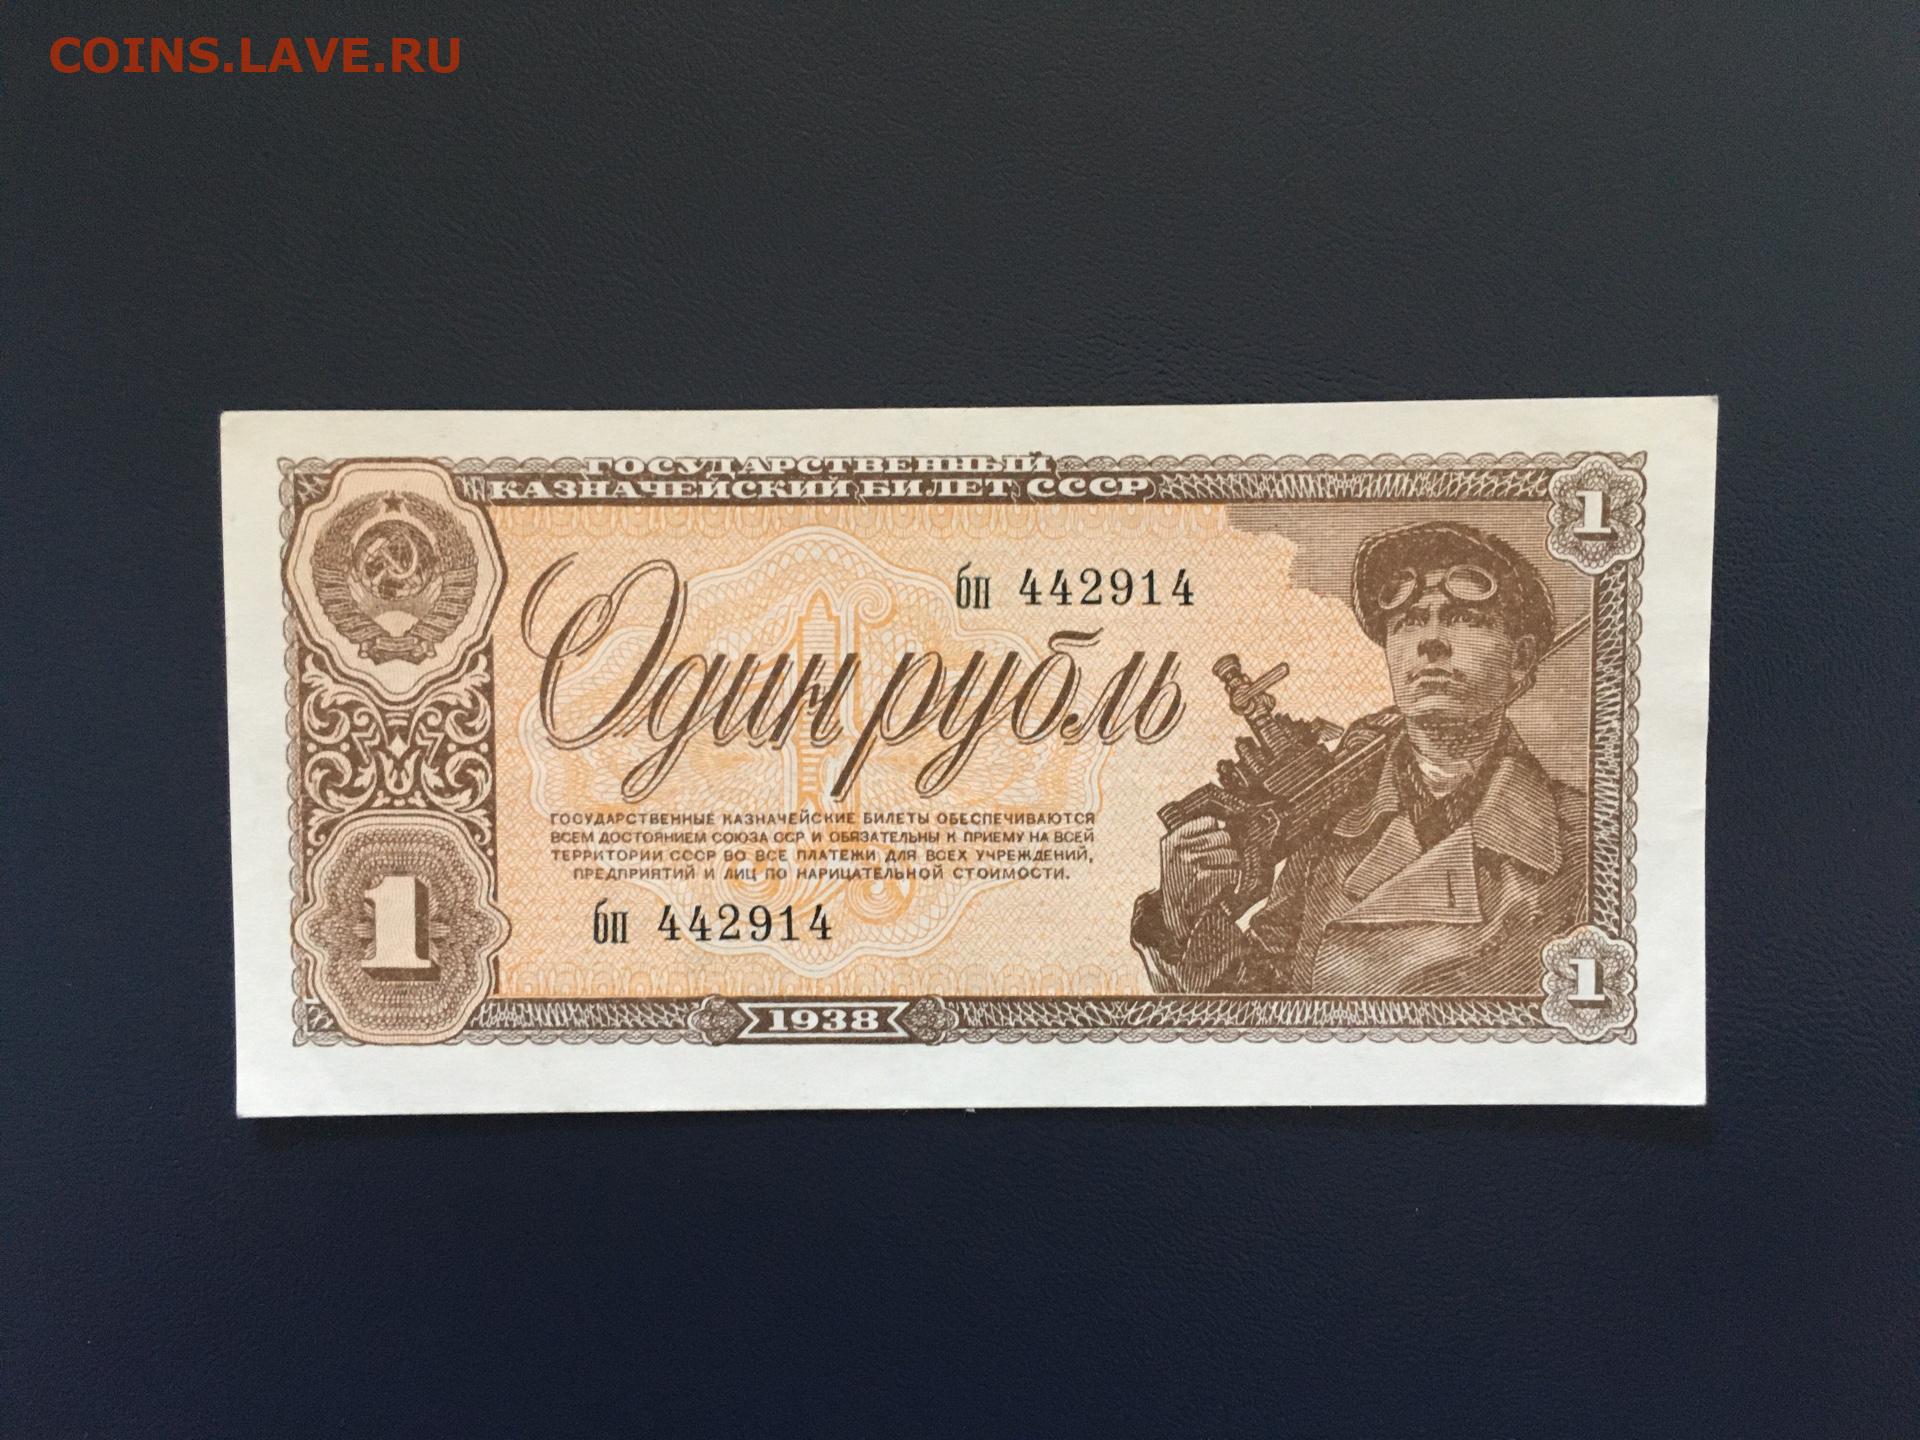 COINS.LAVE.RU
ГОСУДАРСТВЕННЫЙ
КАЗНАЧЕЙСКИЙ БИЛЕТ СССР
1
бп 442914
Один рубль
ГОСУДАРСТВЕННЫЕ КАЗНАЧЕЙСКИЕ БИЛЕТЫ ОБЕСПЕЧИВАЮТСЯ
ВСЕМ ДОСТОЯНИЕМ СОЮЗА ССР И ОБЯЗАТЕЛЬНЫ К ПРИЕМУ НА ВСЕЙ
ТЕРРИТОРИИ СССР ВО ВСЕ ПЛАТЕЖИ ДЛЯ ВСЕХ УЧРЕЖДЕНИЙ,
ПРЕДПРИЯТИЙ И ЛИЦ ПО НАРИЦАТЕЛЬНОЙ СТОИМОСТИ.
1
бп 442914
1
1938